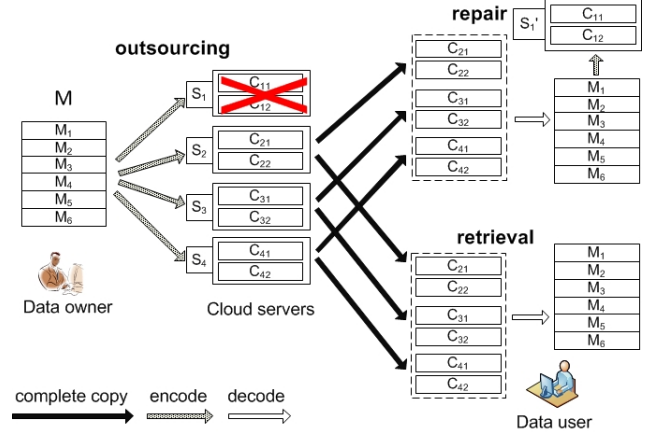 repair
S1'
C11
C12
outsourcing
M
M1
M2
M3
M4
M5
M6
S1
C11
C12
S2
C21
C22
S3
C31
C32
S4
C41
C42
Data owner
Cloud servers
C21
C22
C31
C32
C41
C42
M1
M2
M3
M4
M5
M6
retrieval
C21
C22
C31
C32
C41
C42
M1
M2
M3
M4
M5
M6
Data user
complete copy encode decode